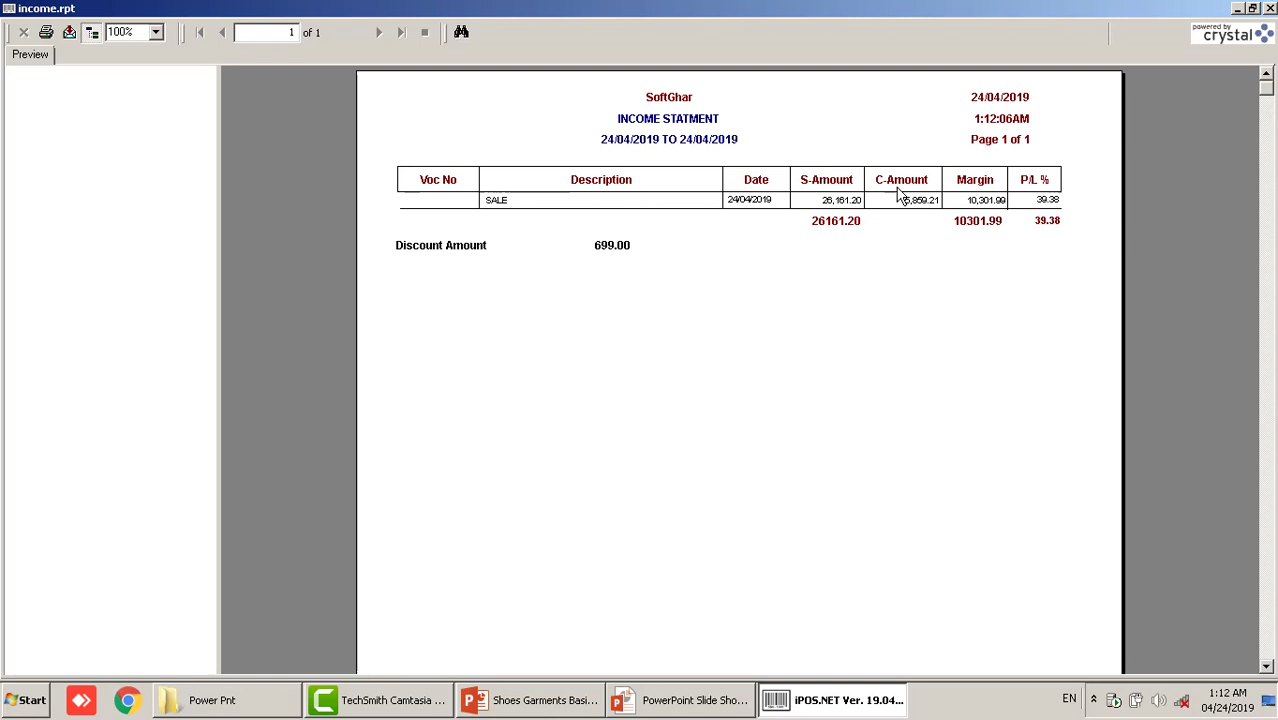 income.rpt
100%
1 of 1
powered by
crystal
Preview
SoftGhar 24/04/2019
INCOME STATMENT 1:12:06AM
24/04/2019 TO 24/04/2019 Page 1 of 1
Voc No Description Date S-Amount C-Amount Margin P/L %
SALE 24/04/2019 26,161.20 10,301.99 39.38
26161.20 10301.99 39.38
Discount Amount 699.00
Start Power Pnt TechSmith Camtasia ... Shoes Garments Basi... PowerPoint Slide Sho... iPOS.NET Ver. 19.04... EN 1:12 AM
04/24/2019